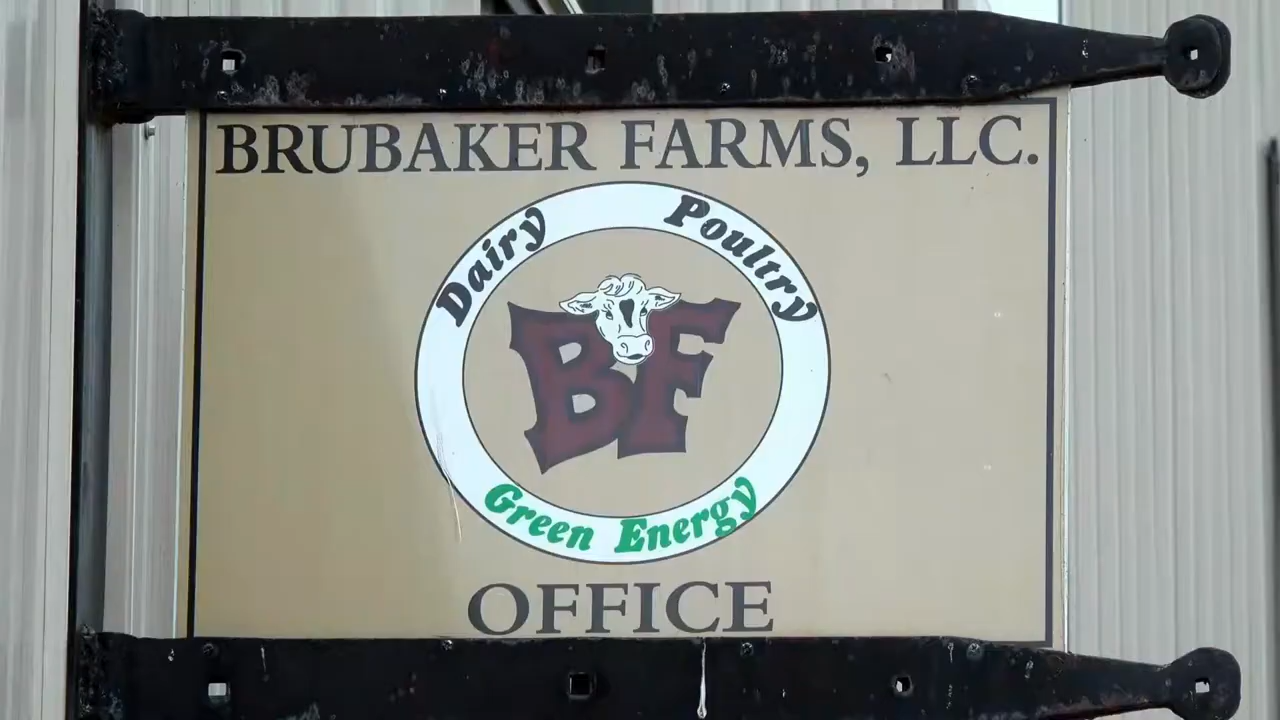 BRUBAKER FARMS, LLC.
Dairy Poultry
BF
Green Energy
OFFICE